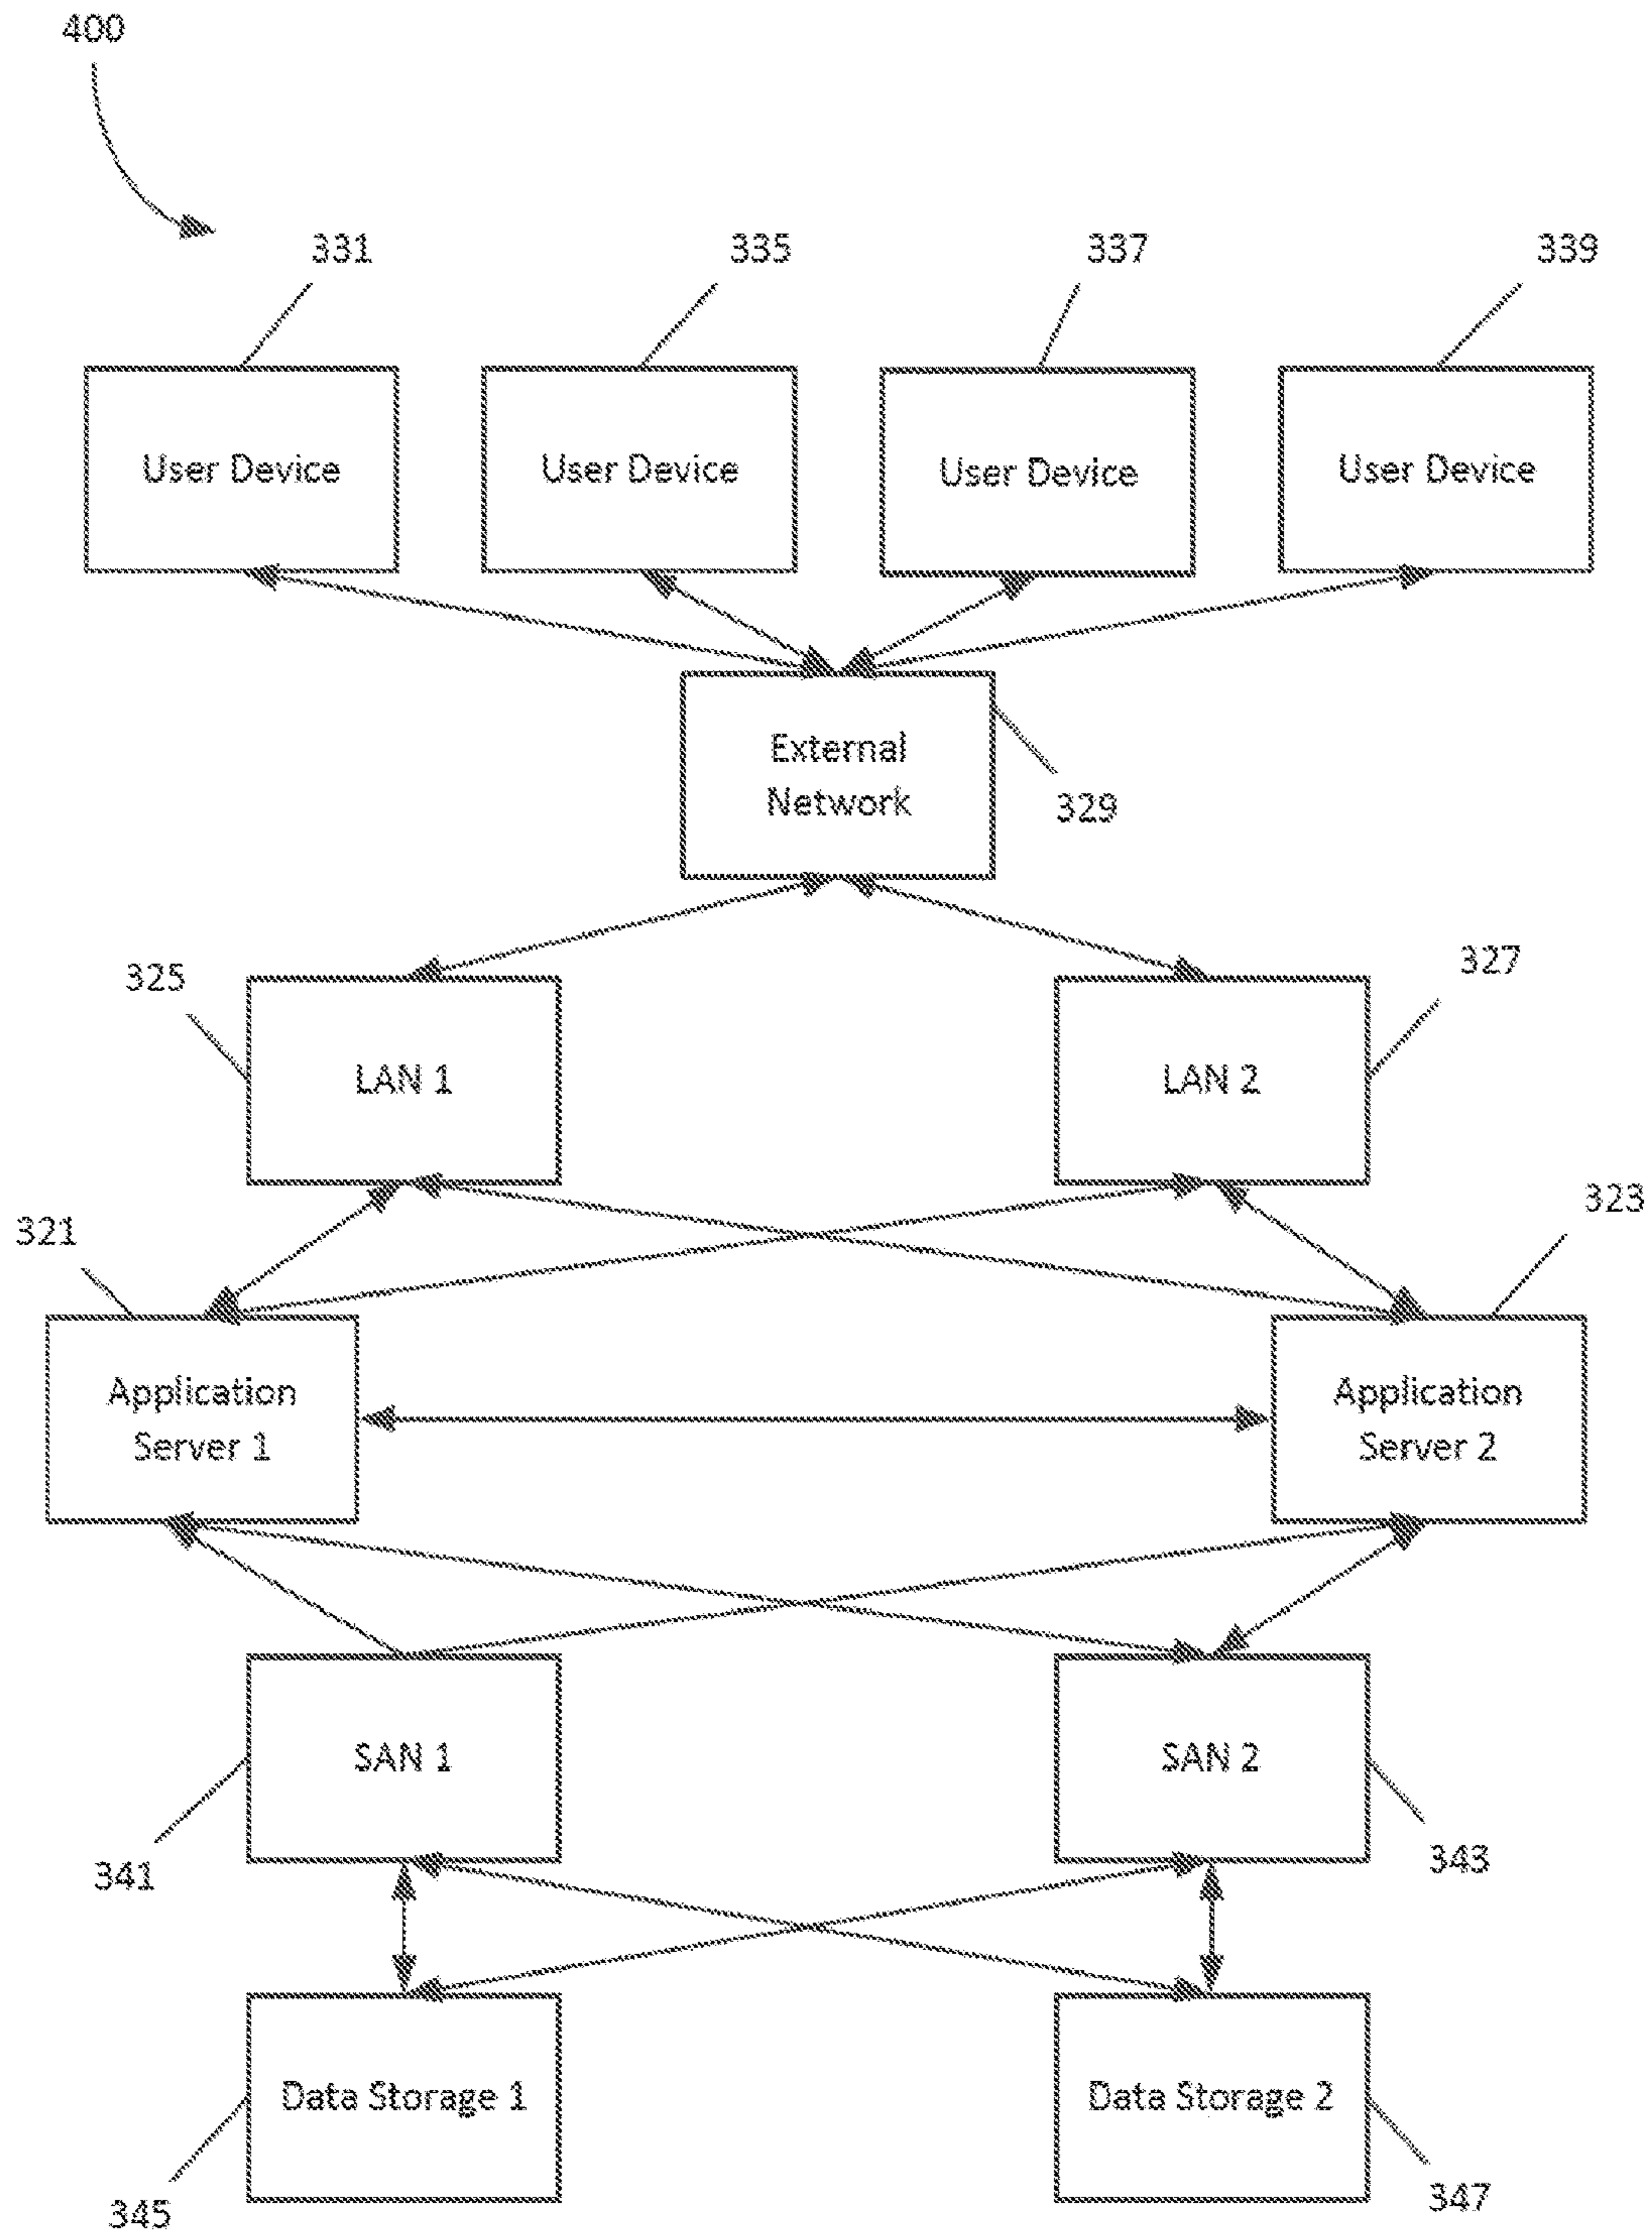 400
331
335
337
339
User Device
User Device
User Device
User Device
External
Network
329
325
327
LAN 1
LAN 2
321
323
Application
Server 1
Application
Server 2
SAN 1
SAN 2
341
343
Data Storage 1
Data Storage 2
345
347